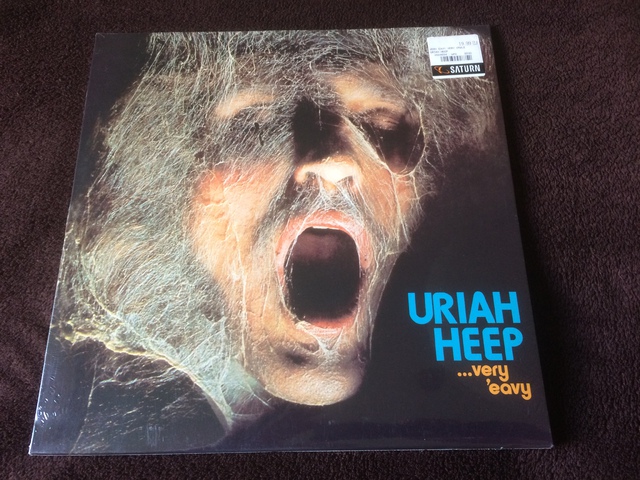 SATURN
URIAH
HEEP
...very
'eavy